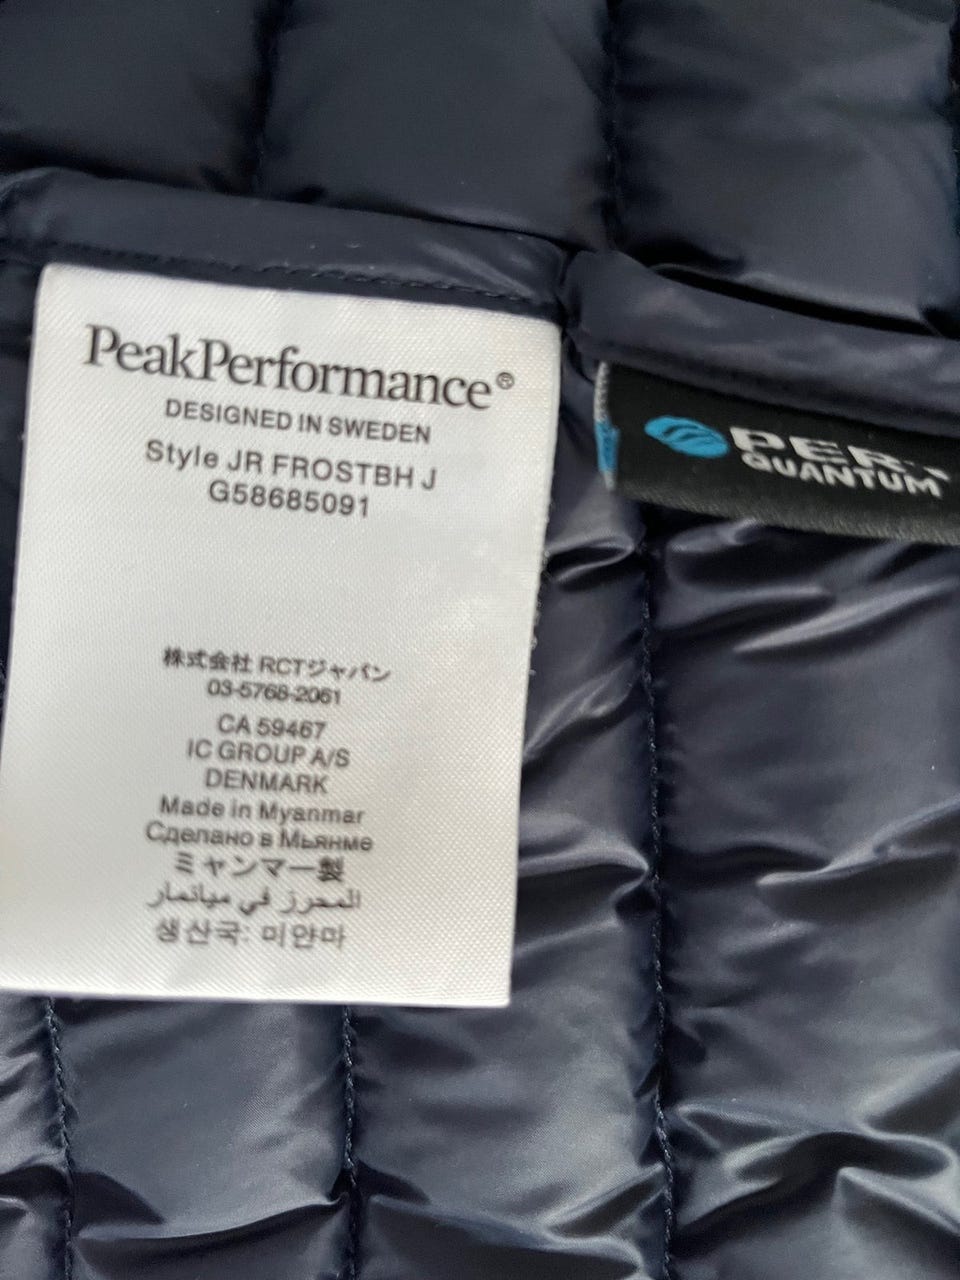 PeakPerformance®
DESIGNED IN SWEDEN
Style JR FROSTBH J
G58685091
株式会社 RCTジャパン
03-5768-2061
CA 59467
IC GROUP A/S
DENMARK
Made in Myanmar
Сделано в Мьянме
ミャンマー製
المحرز في ميانمار
생산국: 미얀마
QUANTUM